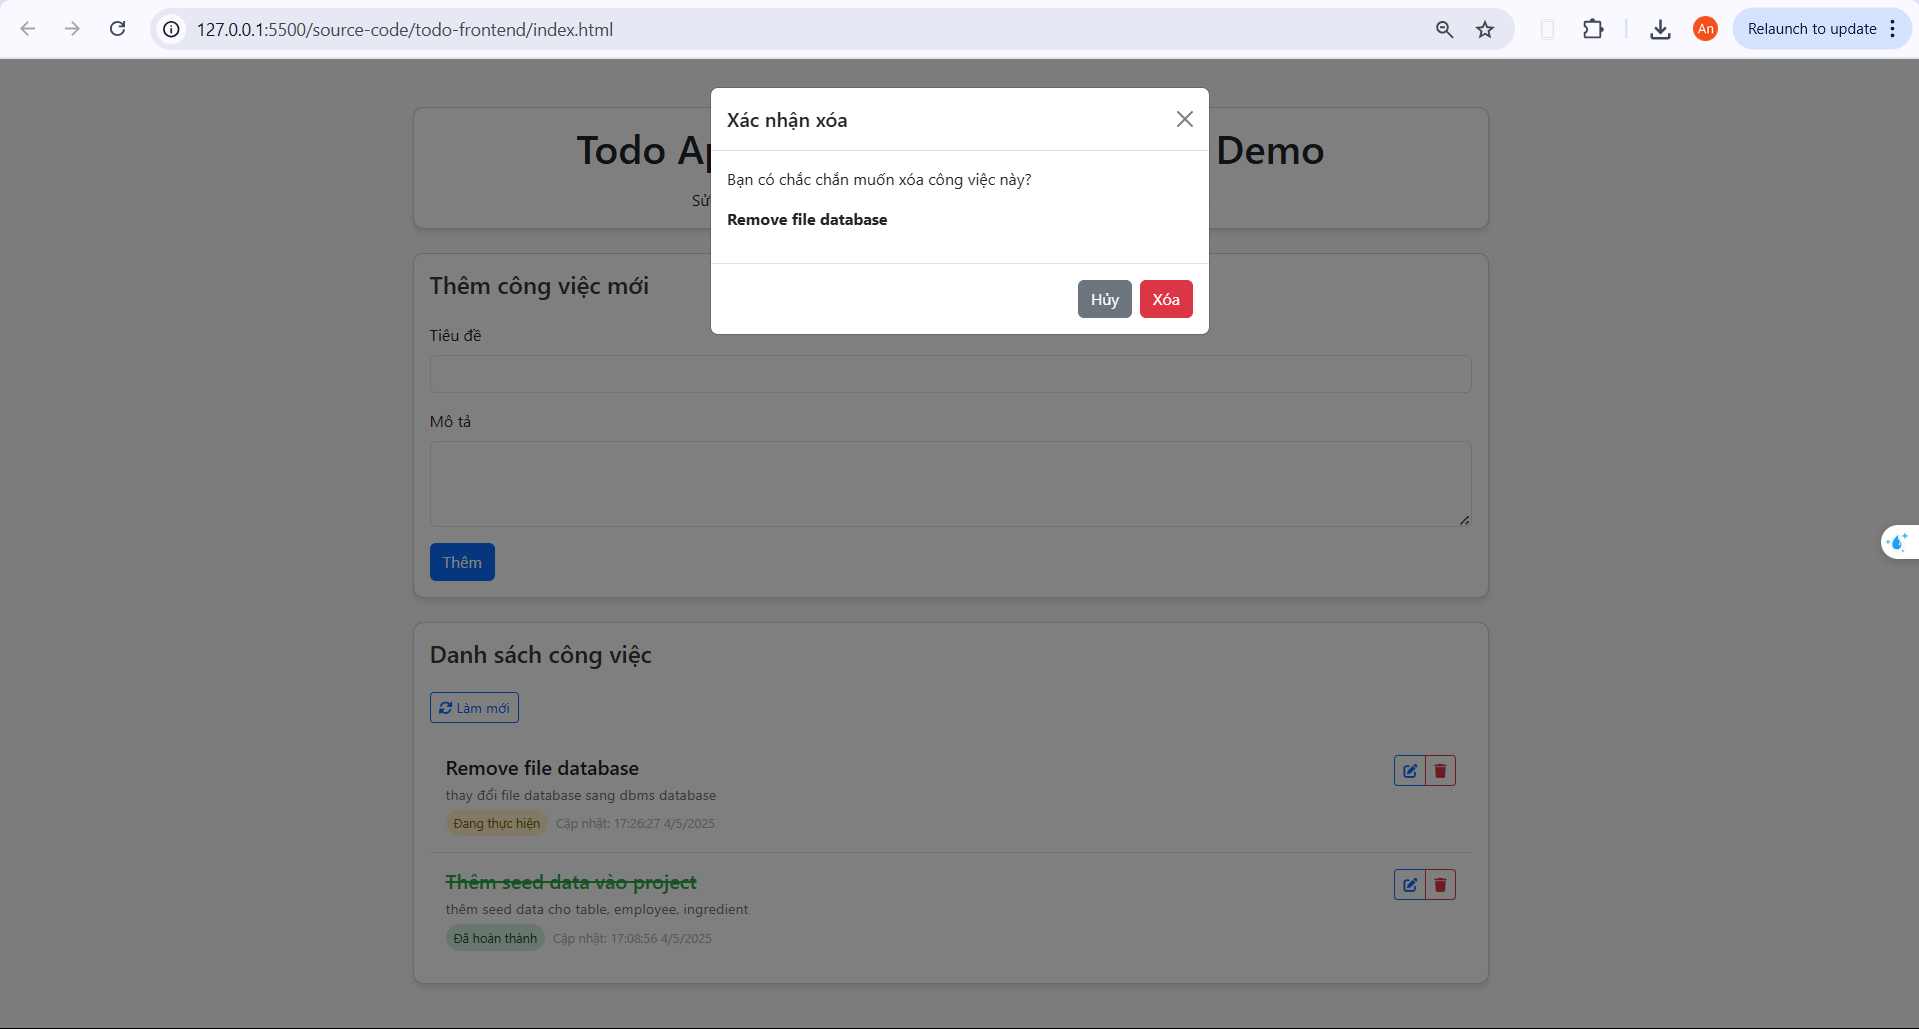 127.0.0.1:5500/source-code/todo-frontend/index.html
An
Relaunch to update
Xác nhận xóa
Bạn có chắc chắn muốn xóa công việc này?
Remove file database
Hủy
Xóa
Todo
Demo
Thêm công việc mới
Tiêu đề
Mô tả
Thêm
Danh sách công việc
Làm mới
Remove file database
thay đổi file database sang dbms database
Đang thực hiện Cập nhật: 17:26:27 4/5/2025
Thêm seed data vào project
thêm seed data cho table, employee, ingredient
Đã hoàn thành Cập nhật: 17:08:56 4/5/2025